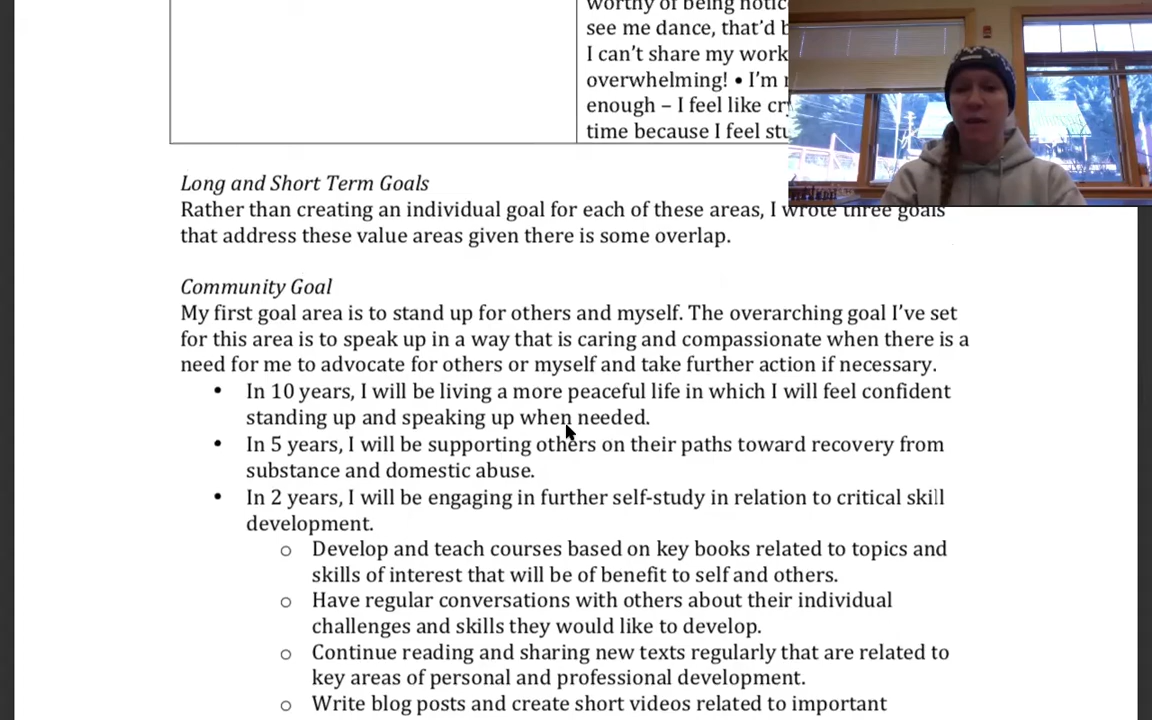 worthy of being notic
see me dance, that'd b
I can't share my work
overwhelming! • I'm
enough – I feel like cr
time because I feel stu
Long and Short Term Goals
Rather than creating an individual goal for each of these areas, I wrote three goals
that address these value areas given there is some overlap.
Community Goal
My first goal area is to stand up for others and myself. The overarching goal I've set
for this area is to speak up in a way that is caring and compassionate when there is a
need for me to advocate for others or myself and take further action if necessary.
• In 10 years, I will be living a more peaceful life in which I will feel confident
standing up and speaking up when needed.
• In 5 years, I will be supporting others on their paths toward recovery from
substance and domestic abuse.
• In 2 years, I will be engaging in further self-study in relation to critical skill
development.
o Develop and teach courses based on key books related to topics and
skills of interest that will be of benefit to self and others.
o Have regular conversations with others about their individual
challenges and skills they would like to develop.
o Continue reading and sharing new texts regularly that are related to
key areas of personal and professional development.
o Write blog posts and create short videos related to important